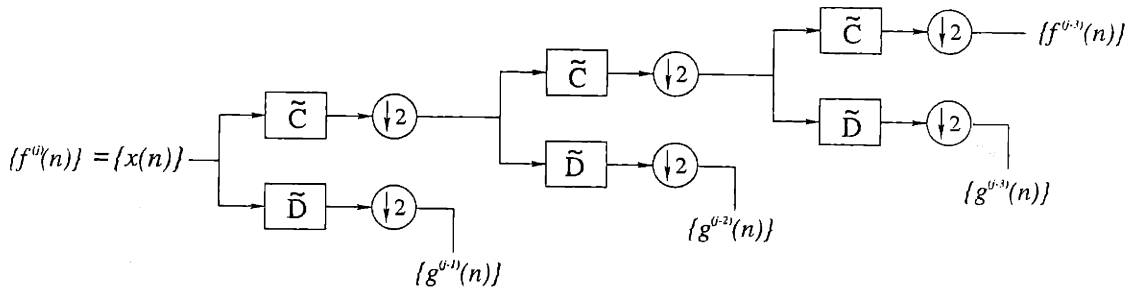 C̃ ↓2 {f^(j-3)(n)}
C̃ ↓2
D̃ ↓2
C̃ ↓2
{f^(j)(n)} = {x(n)}
D̃ ↓2
{g^(j-3)(n)}
D̃ ↓2
{g^(j-2)(n)}
{g^(j-1)(n)}